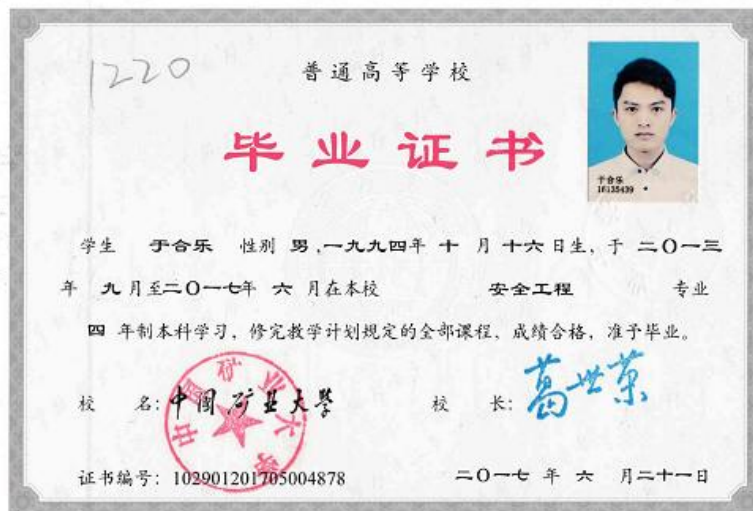 1220
普通高等学校
毕业证书
于合乐
学生 于合乐 性别 男,一九九四年 十 月 十六 日生, 于 二〇一三
年 九 月至二〇一七年 六 月在本校 安全工程 专业
四 年制本科学习, 修完教学计划规定的全部课程, 成绩合格, 准予毕业。
校 名: 中国矿业大学 校 长: 葛世荣
中国矿业大学
证书编号: 102901201705004878 二〇一七 年 六 月二十一日